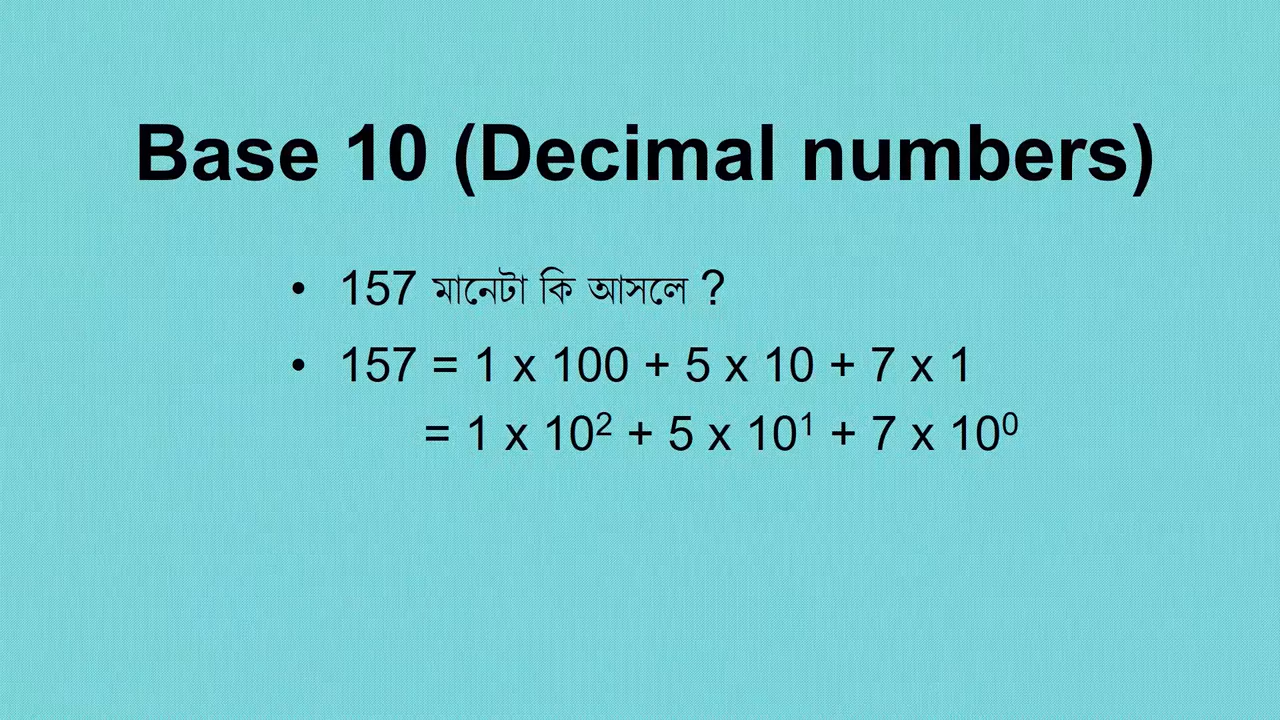 Base 10 (Decimal numbers)
• 157 মানেটা কি আসলে ?
• 157 = 1 x 100 + 5 x 10 + 7 x 1
= 1 x 10² + 5 x 10¹ + 7 x 10⁰